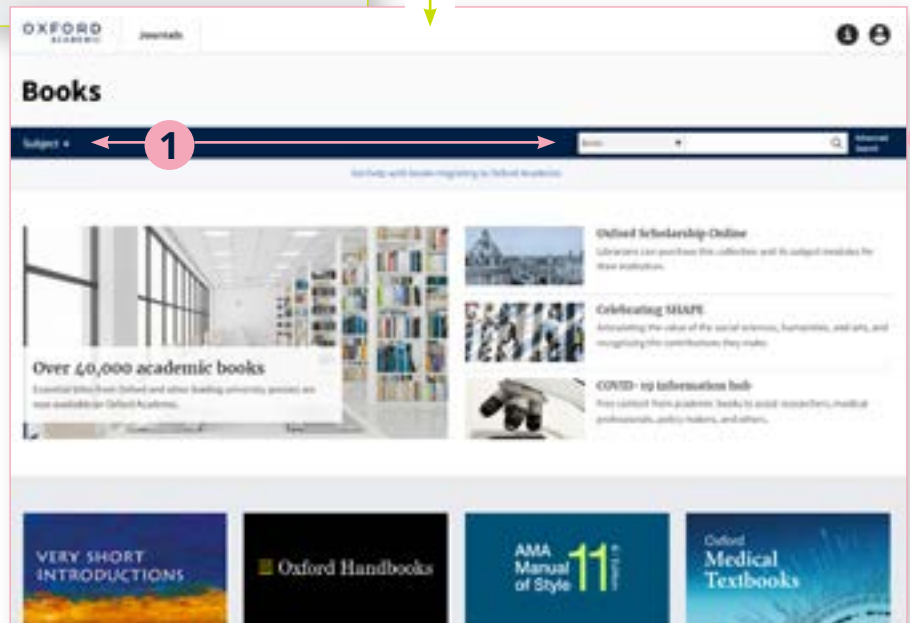 OXFORD
ACADEMIC
Journals
Books
Subject
1
Books
Advanced
Search
Get help with books migrating to Oxford Academic
Over 40,000 academic books
Essential titles from Oxford and other leading university presses are
now available on Oxford Academic.
Oxford Scholarship Online
Librarians can purchase this collection and its subject modules for
their institution.
Celebrating SHAPE
Articulating the value of the social sciences, humanities, and arts, and
recognising the contributions they make.
COVID-19 information hub
Free content from academic books to assist researchers, medical
professionals, policy makers, and others.
VERY SHORT
INTRODUCTIONS
Oxford Handbooks
AMA
Manual
of Style
11
th Edition
Oxford
Medical
Textbooks